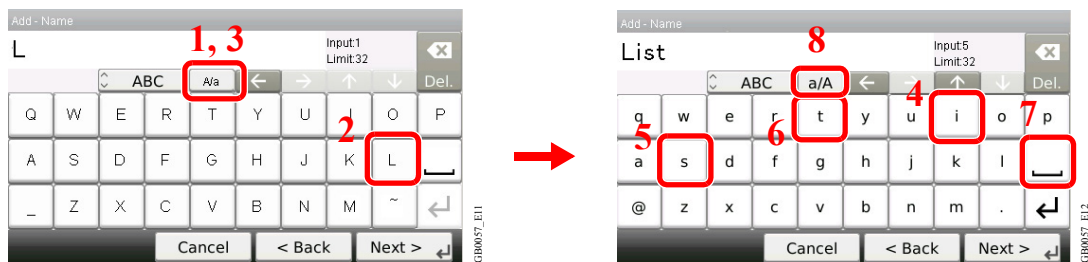 Add - Name
L
1, 3
Input:1
Limit:32
Del.
ABC
A/a
Q W E R T Y U O P
2
A S D F G H J K L
_ Z X C V B N M ~
Cancel
< Back
Next >
GB0057_E11
Add - Name
List
8
Input:5
Limit:32
Del.
ABC
a/A
4
q w e r t y u i o p
5
6
7
a s d f g h j k l
@ z x c v b n m .
Cancel
< Back
Next >
GB0057_E12